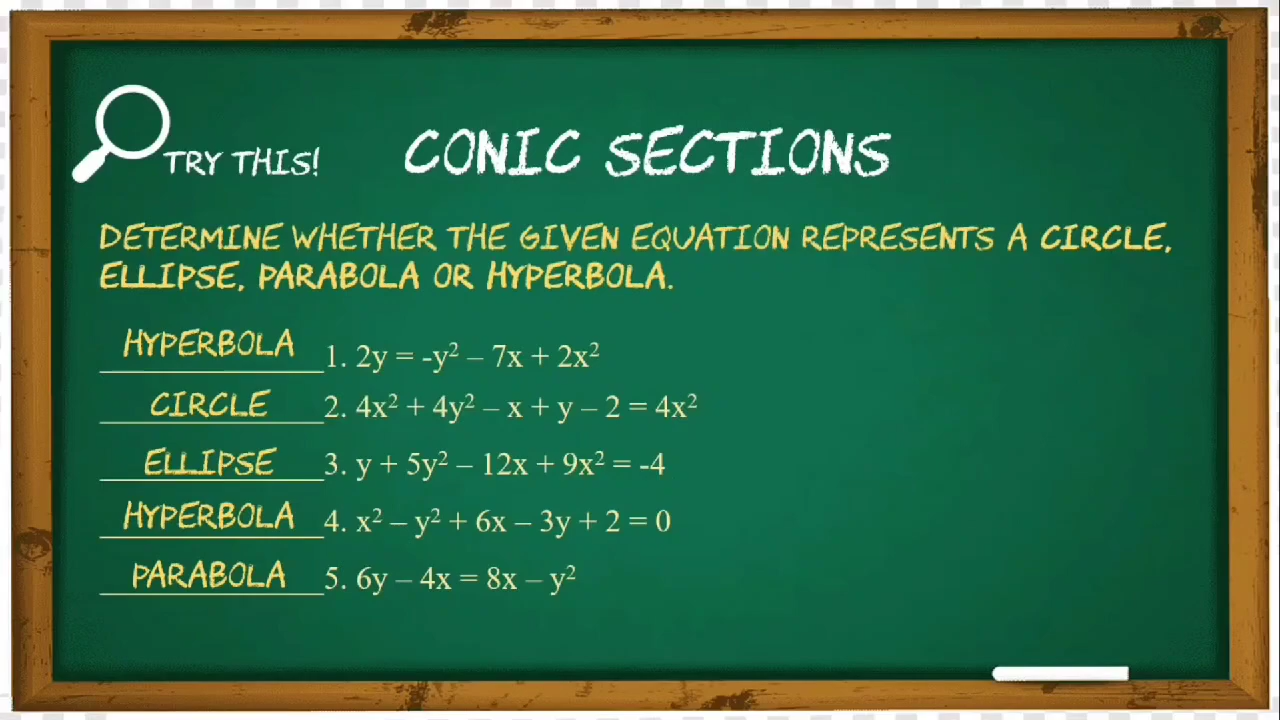 TRY THIS! CONIC SECTIONS
DETERMINE WHETHER THE GIVEN EQUATION REPRESENTS A CIRCLE,
ELLIPSE, PARABOLA OR HYPERBOLA.
HYPERBOLA 1. 2y = -y² – 7x + 2x²
CIRCLE 2. 4x² + 4y² – x + y – 2 = 4x²
ELLIPSE 3. y + 5y² – 12x + 9x² = -4
HYPERBOLA 4. x² – y² + 6x – 3y + 2 = 0
PARABOLA 5. 6y – 4x = 8x – y²